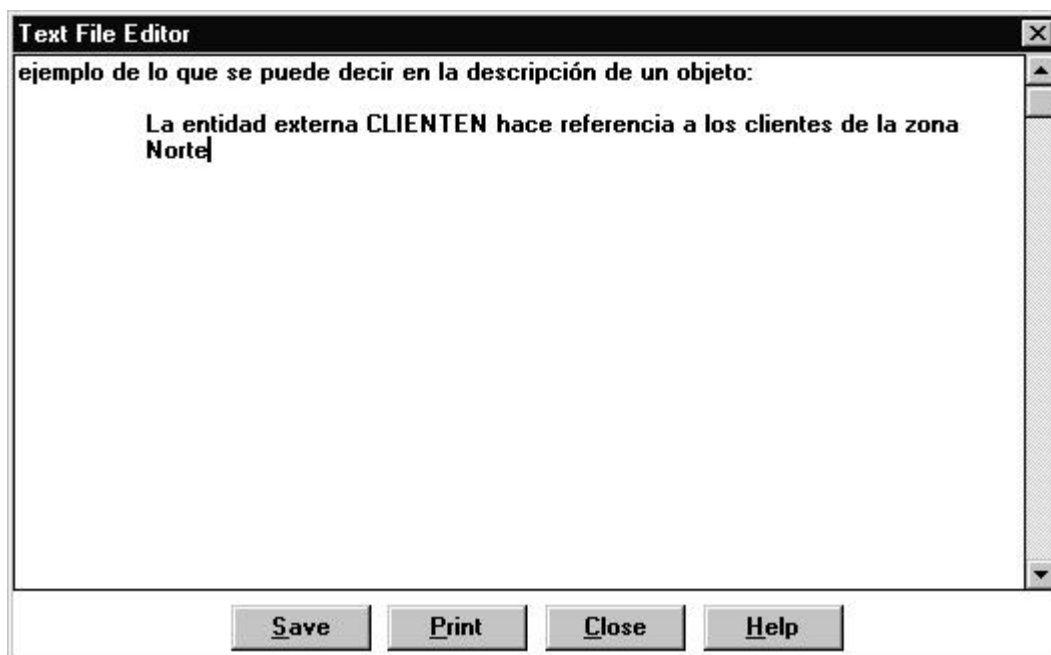 Text File Editor
ejemplo de lo que se puede decir en la descripción de un objeto:
La entidad externa CLIENTEN hace referencia a los clientes de la zona
Norte
Save Print Close Help